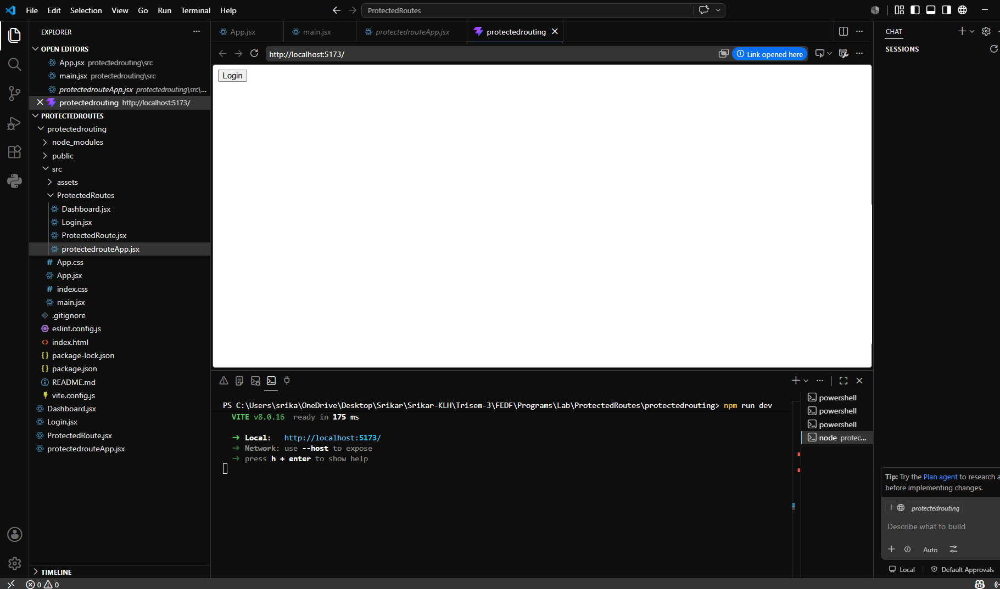 File Edit Selection View Go Run Terminal Help
ProtectedRoutes
EXPLORER
OPEN EDITORS
App.jsx protectedrouting\src
main.jsx protectedrouting\src
protectedrouteApp.jsx protectedrouting\src\...
protectedrouting http://localhost:5173/
PROTECTEDROUTES
protectedrouting
node_modules
public
src
assets
ProtectedRoutes
Dashboard.jsx
Login.jsx
ProtectedRoute.jsx
protectedrouteApp.jsx
# App.css
App.jsx
# index.css
main.jsx
.gitignore
eslint.config.js
<> index.html
{} package-lock.json
{} package.json
README.md
vite.config.js
Dashboard.jsx
Login.jsx
ProtectedRoute.jsx
protectedrouteApp.jsx
TIMELINE
App.jsx main.jsx protectedrouteApp.jsx protectedrouting
http://localhost:5173/ Link opened here
Login
PS C:\Users\srika\OneDrive\Desktop\Srikar\Srikar-KLH\Trisem-3\FEDF\Programs\Lab\ProtectedRoutes\protectedrouting> npm run dev
VITE v8.0.16 ready in 175 ms
➜ Local: http://localhost:5173/
➜ Network: use --host to expose
➜ press h + enter to show help
powershell
powershell
powershell
node protec...
CHAT
SESSIONS
Tip: Try the Plan agent to research a
before implementing changes.
protectedrouting
Describe what to build
Auto
Local Default Approvals
0 0